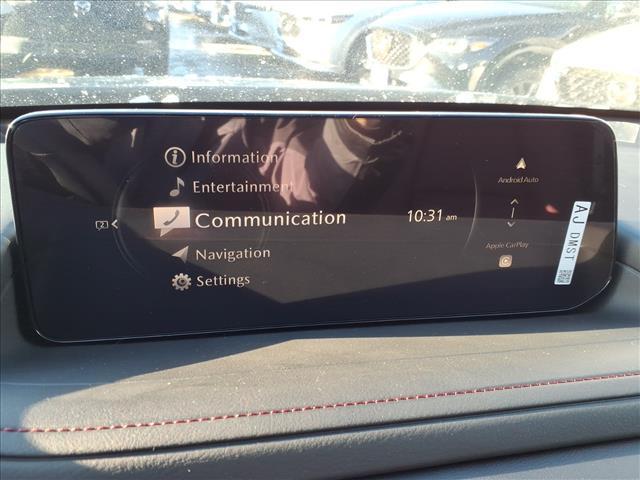 Information
Entertainment
Communication
10:31 am
Navigation
Settings
Android Auto
Apple CarPlay
AJ DMST